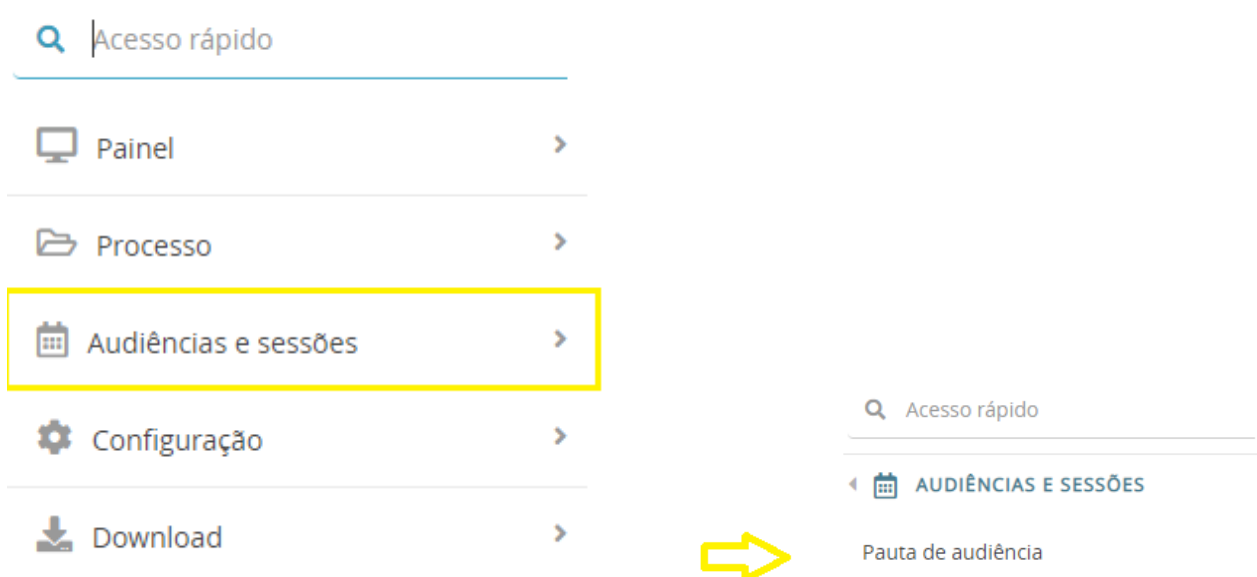 Acesso rápido
Painel
Processo
Audiências e sessões
Configuração
Download
Acesso rápido
AUDIÊNCIAS E SESSÕES
Pauta de audiência